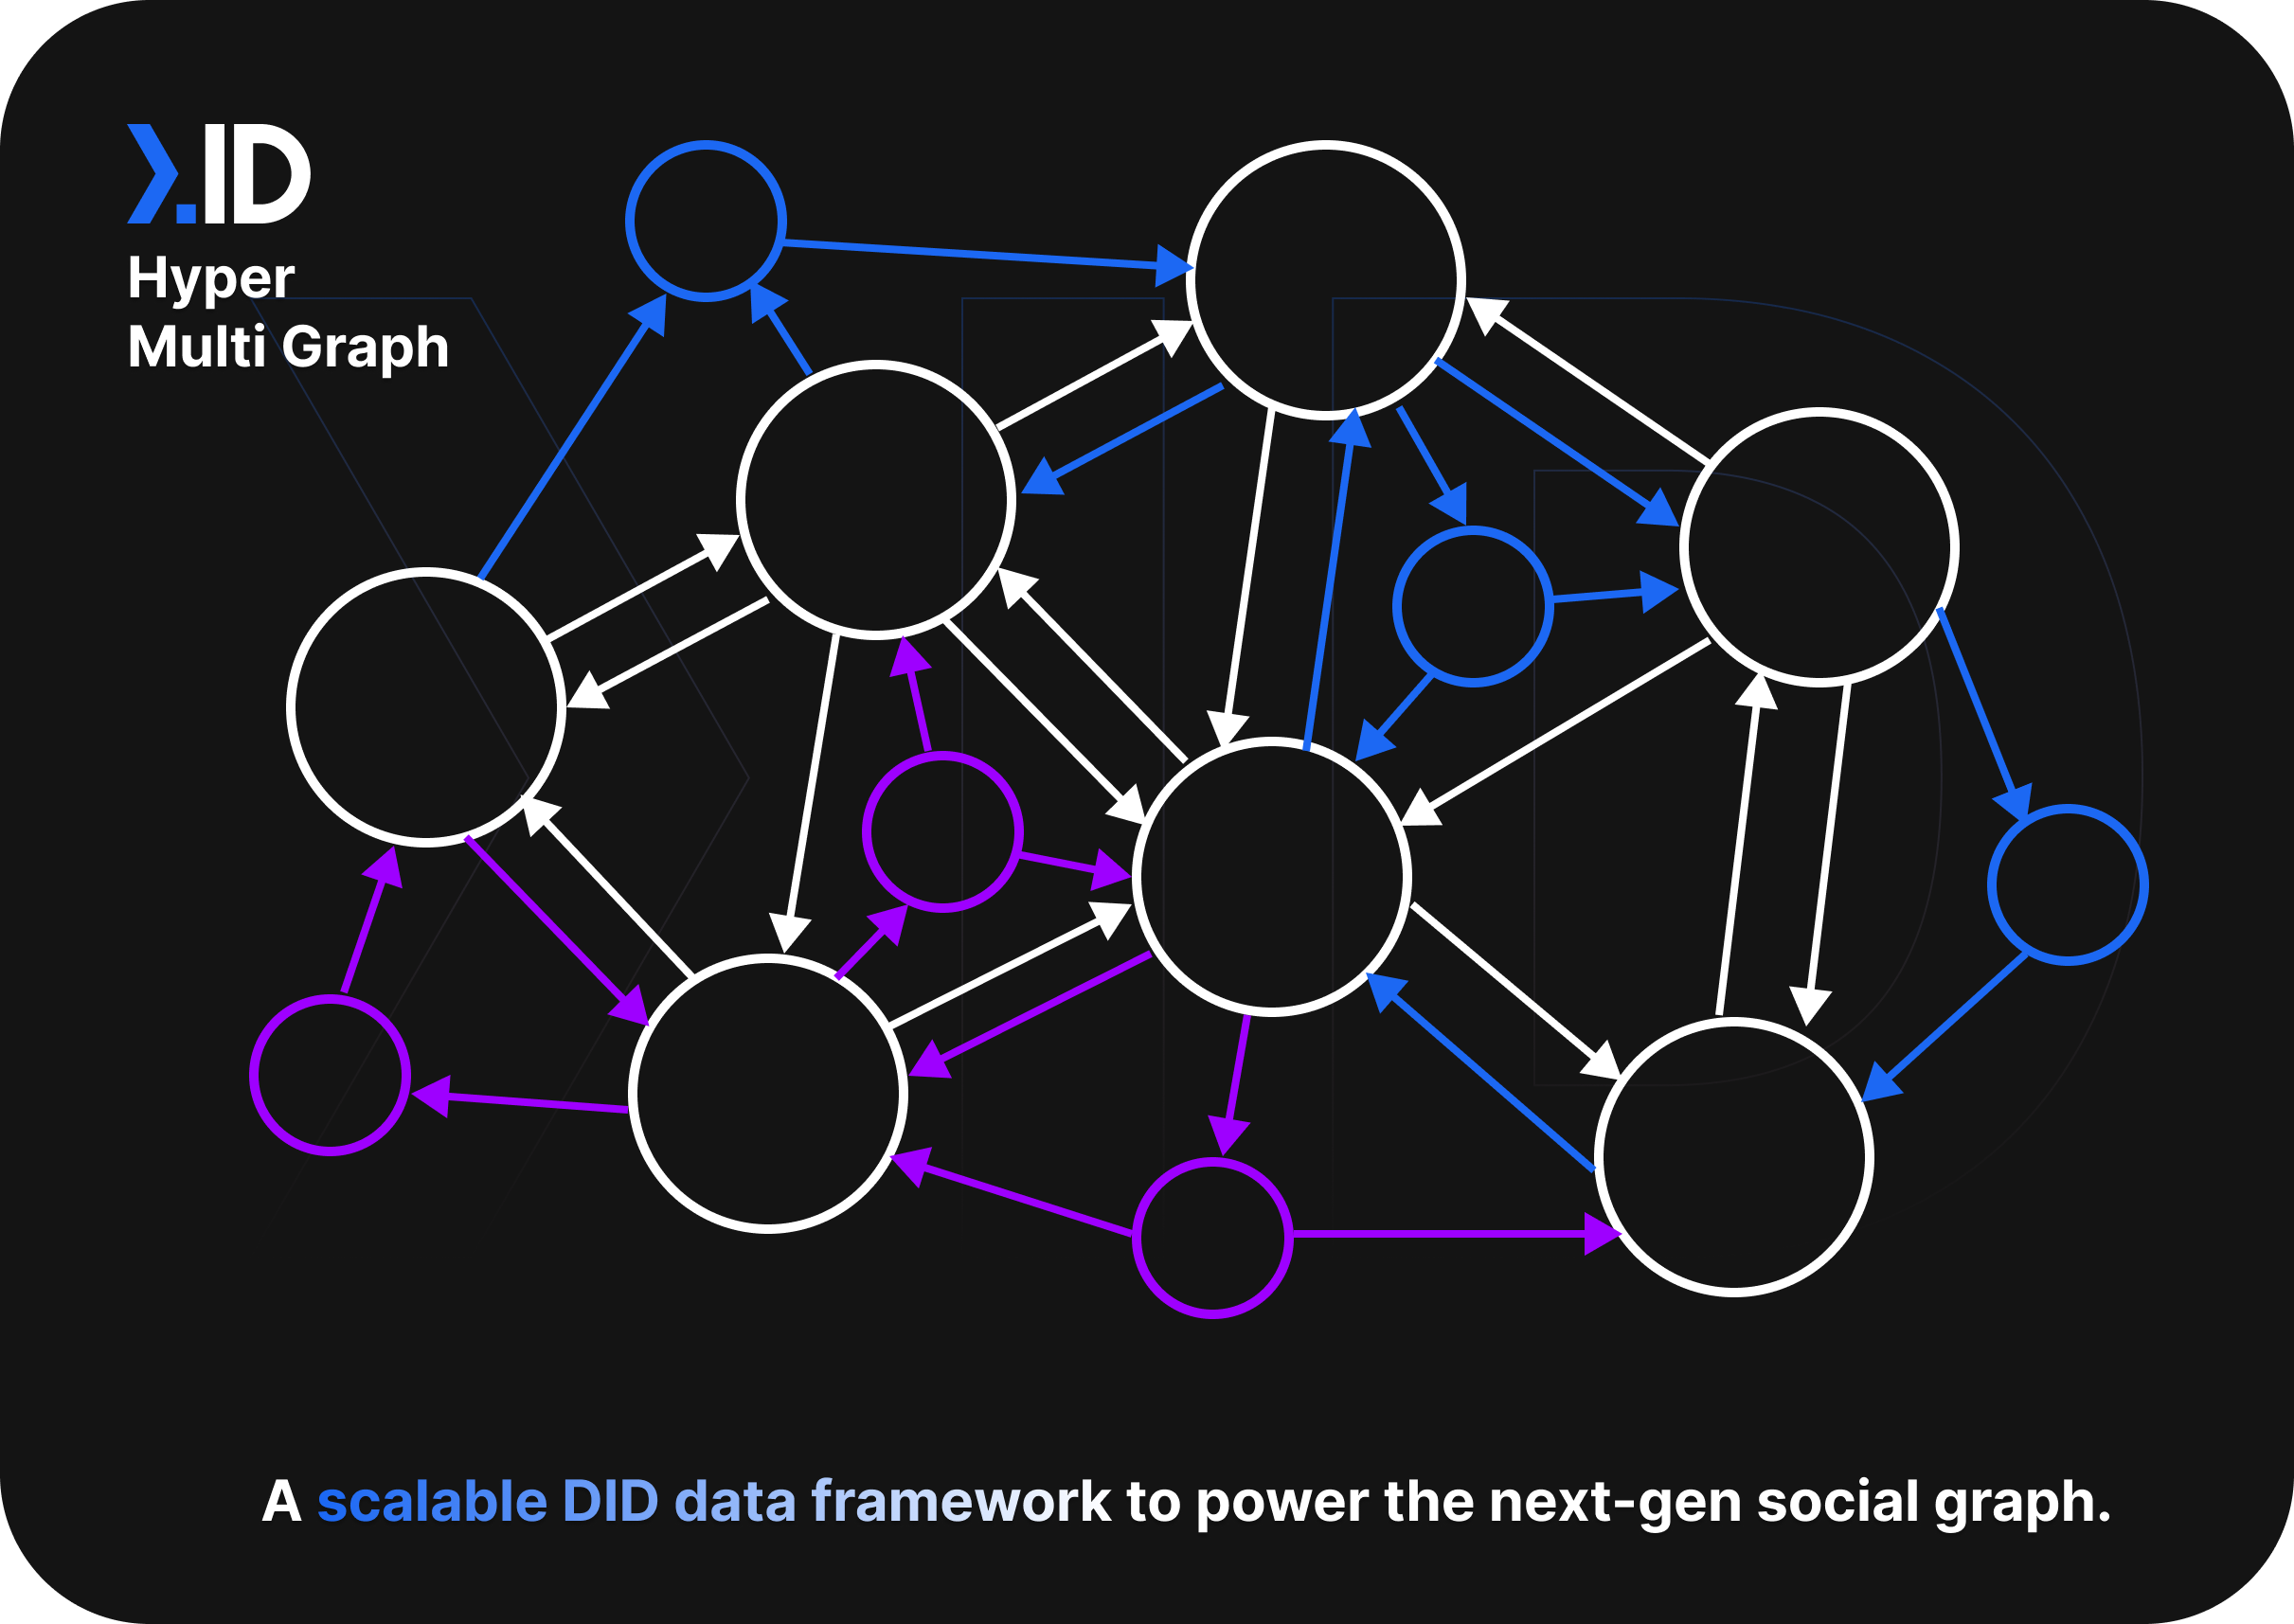 .ID
Hyper
Multi Graph
A scalable DID data framework to power the next-gen social graph.